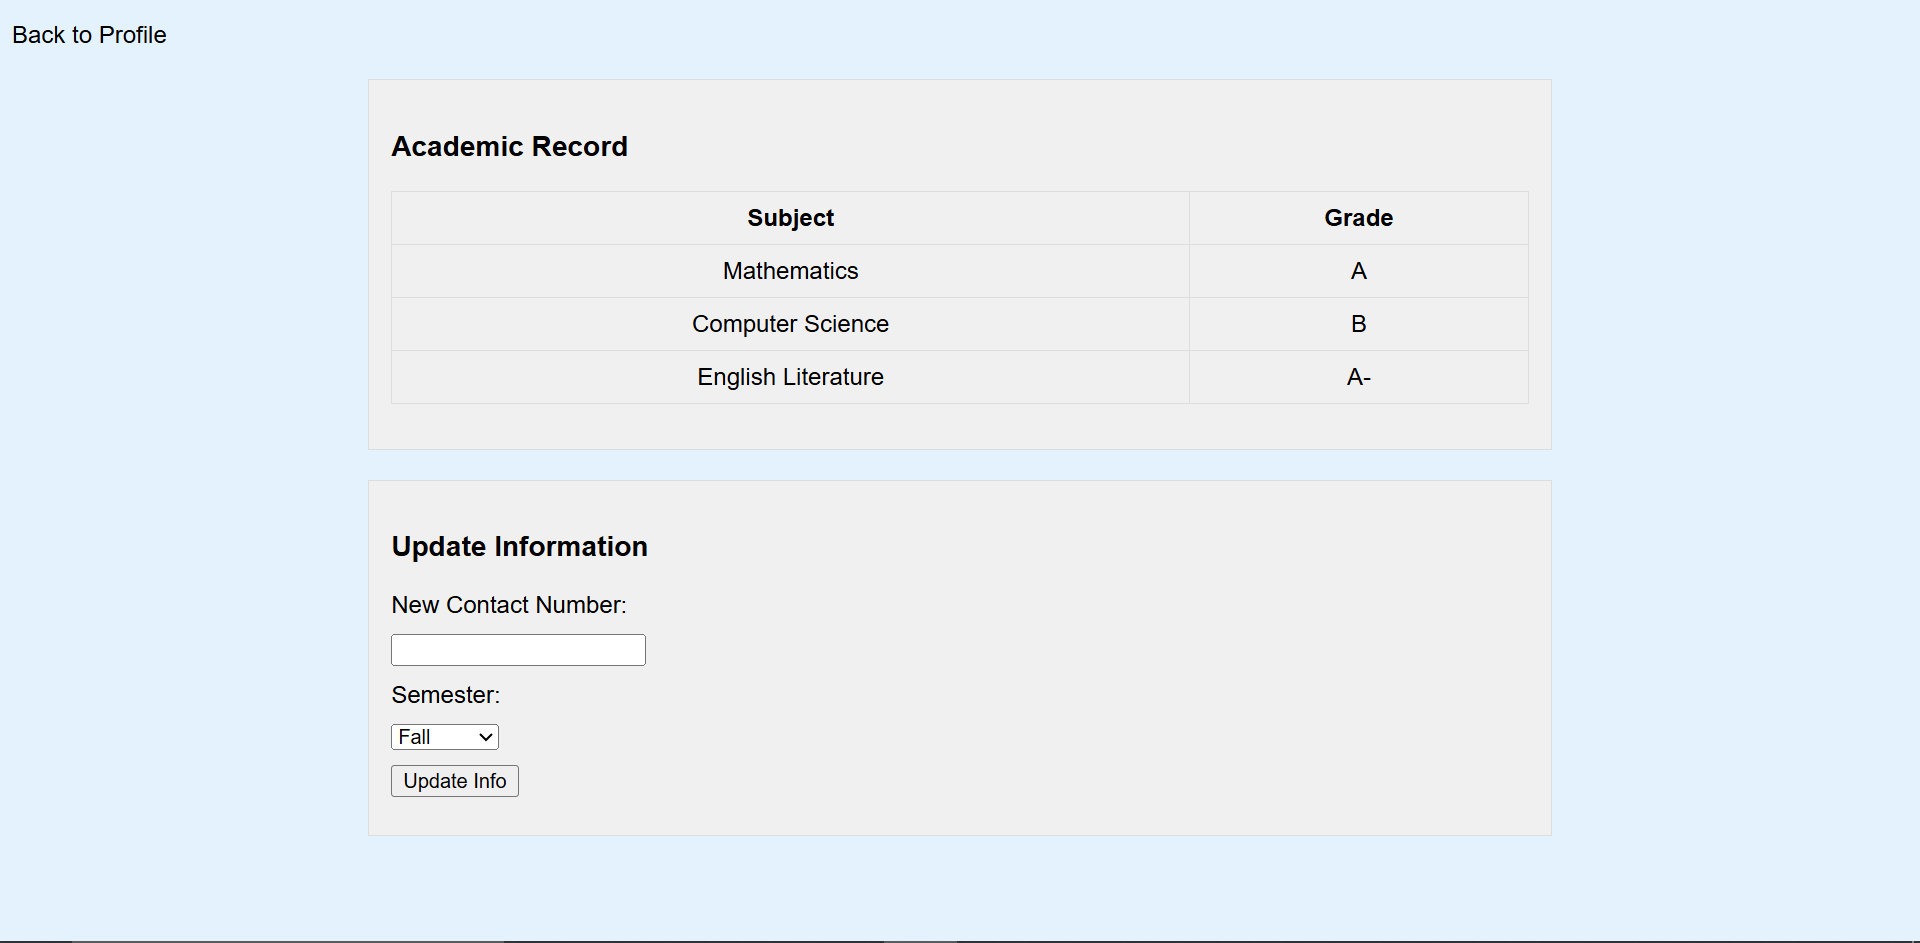 Back to Profile
Academic Record
Subject Grade
Mathematics A
Computer Science B
English Literature A-
Update Information
New Contact Number:
Semester:
Fall
Update Info